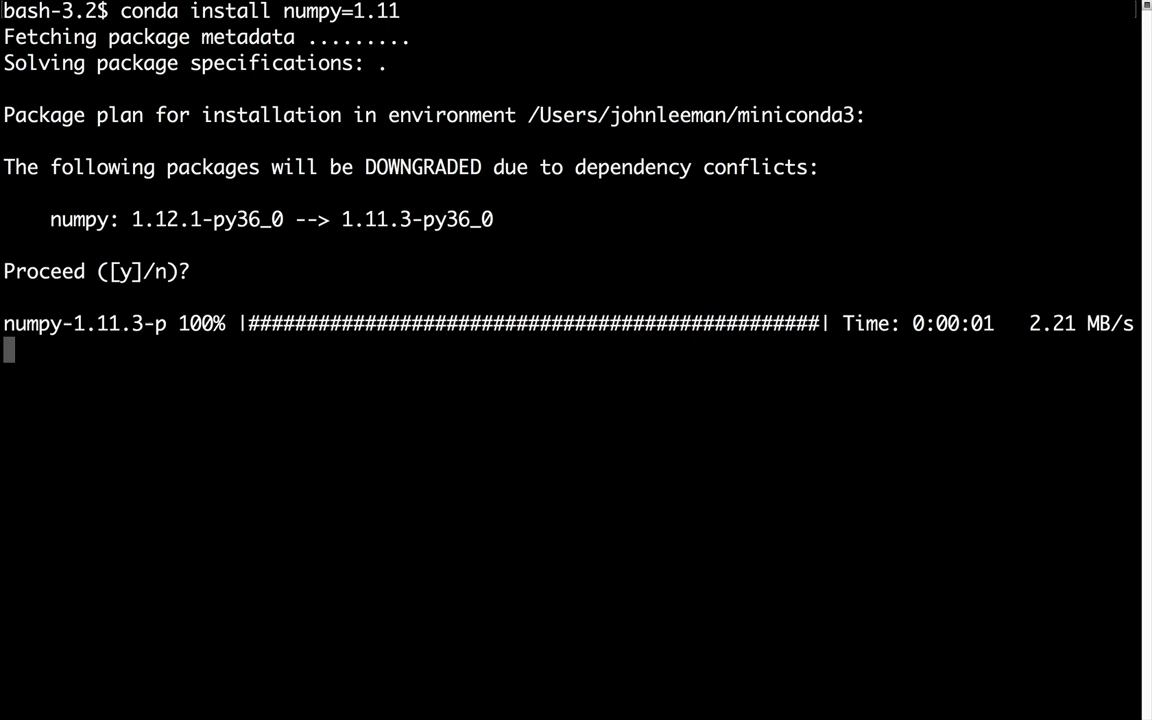 bash-3.2$ conda install numpy=1.11
Fetching package metadata .........
Solving package specifications: .
Package plan for installation in environment /Users/johnleeman/miniconda3:
The following packages will be DOWNGRADED due to dependency conflicts:
numpy: 1.12.1-py36_0 --> 1.11.3-py36_0
Proceed ([y]/n)?
numpy-1.11.3-p 100% |#################################################| Time: 0:00:01   2.21 MB/s